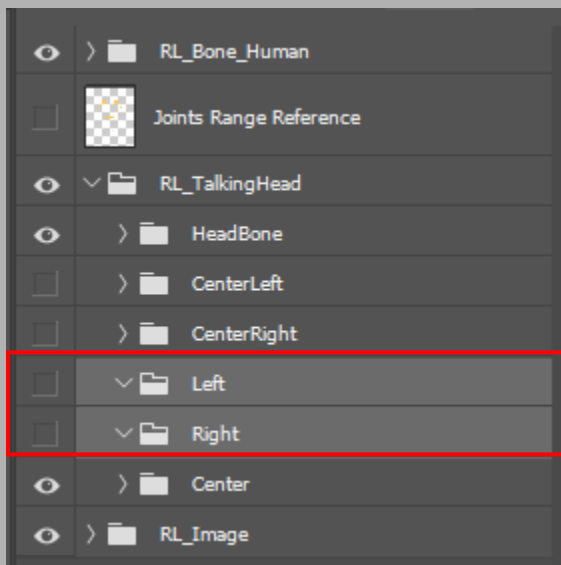 RL_Bone_Human
Joints Range Reference
RL_TalkingHead
HeadBone
CenterLeft
CenterRight
Left
Right
Center
RL_Image